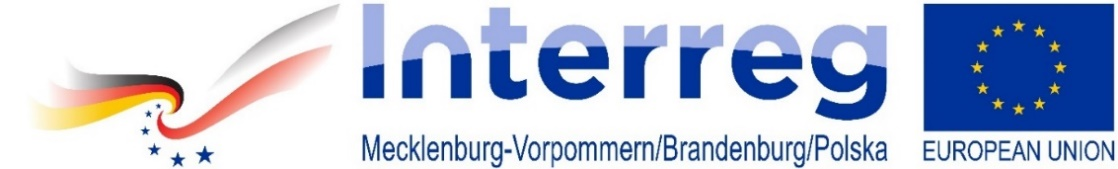 Interreg
Mecklenburg-Vorpommern/Brandenburg/Polska
EUROPEAN UNION